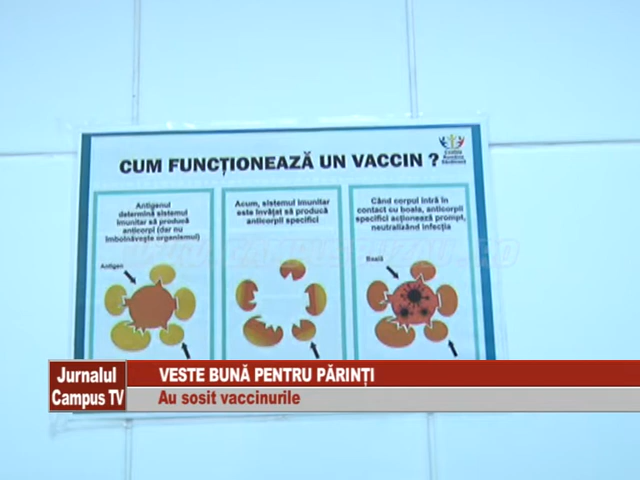 CUM FUNCȚIONEAZĂ UN VACCIN ?
Antigenul
determină sistemul
imunitar să producă
anticorpi (dar nu
îmbolnăvește organismul)
Antigen
Acum, sistemul imunitar
este învățat să producă
anticorpii specifici
Când corpul intră în
contact cu boala, anticorpii
specifici acționează prompt,
neutralizând infecția
Boală
Jurnalul
Campus TV
VESTE BUNĂ PENTRU PĂRINȚI
Au sosit vaccinurile